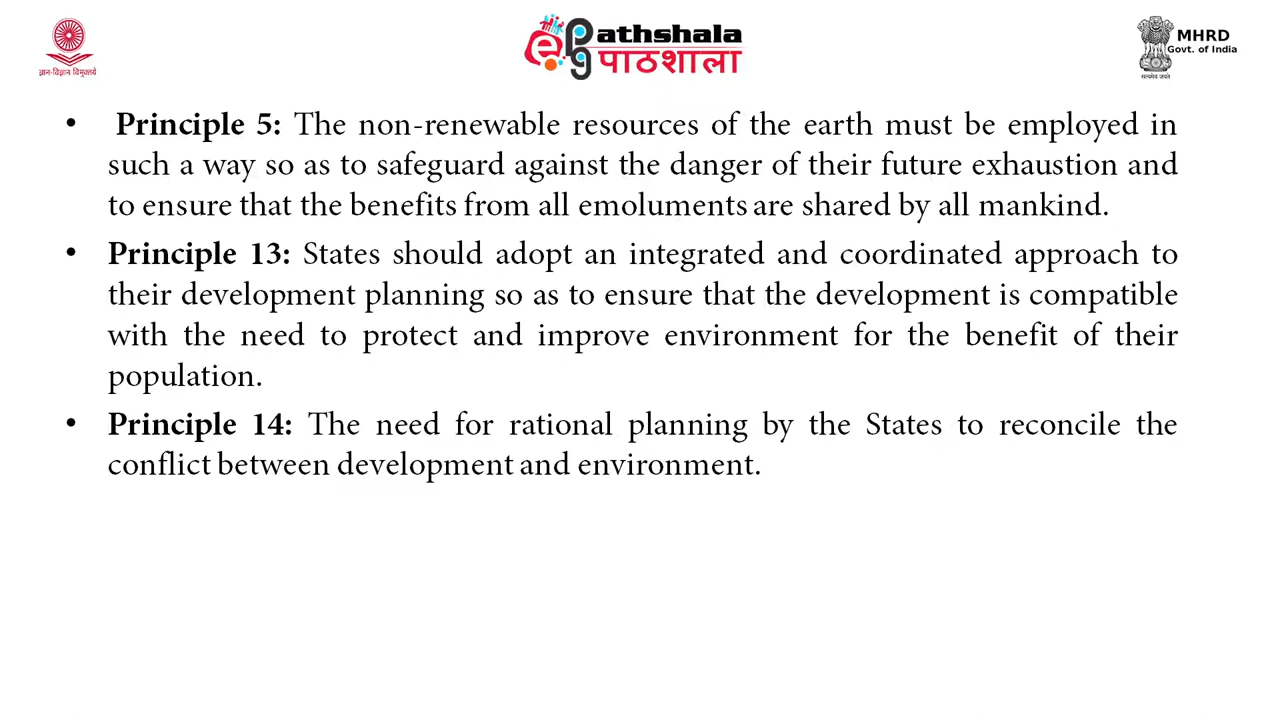 ज्ञान-विज्ञान विमुक्तये
athshala
पाठशाला
MHRD
Govt. of India
सत्यमेव जयते
• Principle 5: The non-renewable resources of the earth must be employed in
such a way so as to safeguard against the danger of their future exhaustion and
to ensure that the benefits from all emoluments are shared by all mankind.
• Principle 13: States should adopt an integrated and coordinated approach to
their development planning so as to ensure that the development is compatible
with the need to protect and improve environment for the benefit of their
population.
• Principle 14: The need for rational planning by the States to reconcile the
conflict between development and environment.